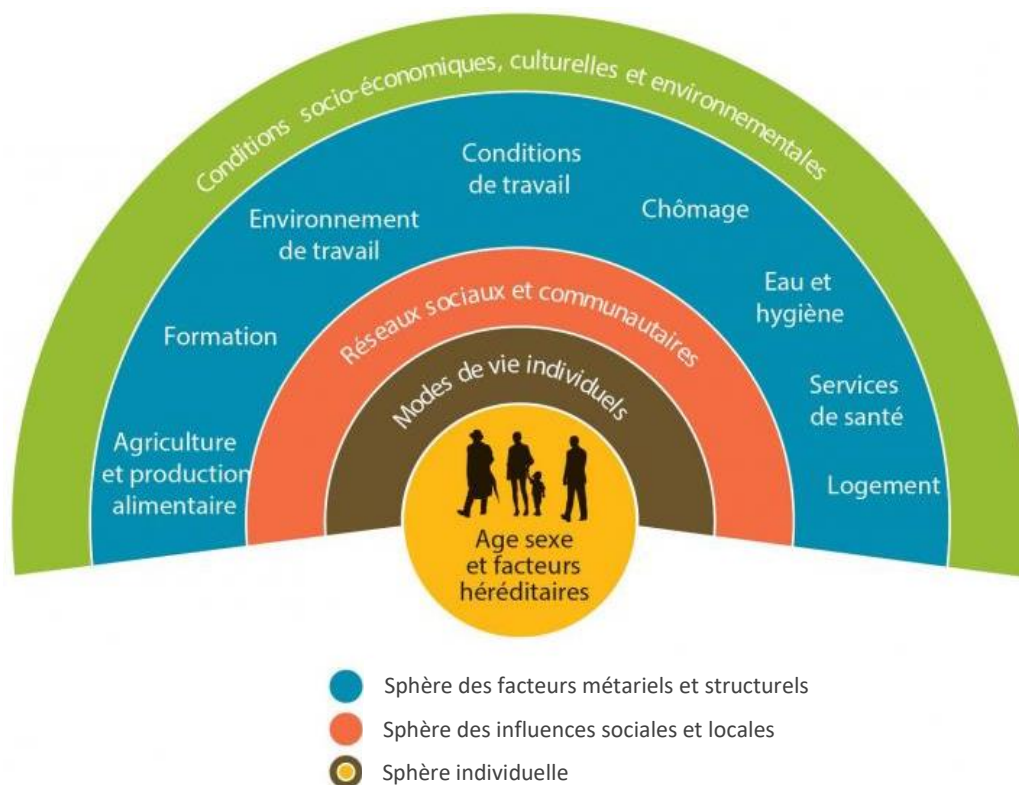 Conditions socio-économiques, culturelles et environnementales
Conditions
de travail
Environnement
de travail
Chômage
Formation
Eau et
hygiène
Agriculture
et production
alimentaire
Services
de santé
Logement
Réseaux sociaux et communautaires
Modes de vie individuels
Age sexe
et facteurs
héréditaires
Sphère des facteurs métariels et structurels
Sphère des influences sociales et locales
Sphère individuelle